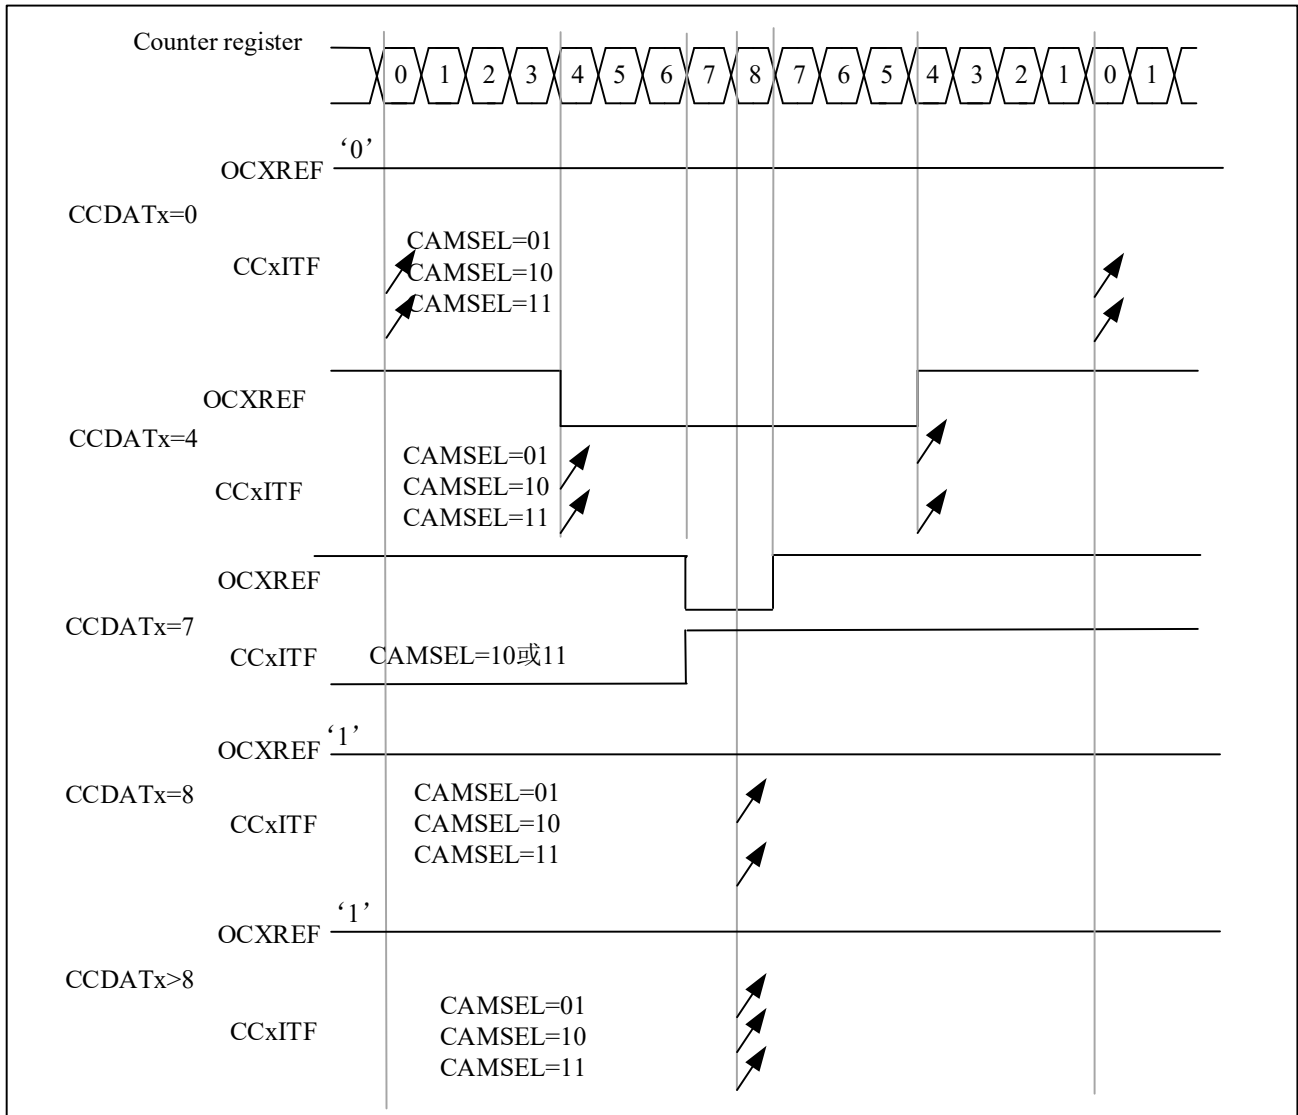 Counter register
0 1 2 3 4 5 6 7 8 7 6 5 4 3 2 1 0 1
‘0’
OCXREF
CCDATx=0
CAMSEL=01
CCxITF
CAMSEL=10
CAMSEL=11
OCXREF
CCDATx=4
CAMSEL=01
CCxITF
CAMSEL=10
CAMSEL=11
OCXREF
CCDATx=7
CCxITF
CAMSEL=10或11
‘1’
OCXREF
CCDATx=8
CAMSEL=01
CCxITF
CAMSEL=10
CAMSEL=11
‘1’
OCXREF
CCDATx>8
CAMSEL=01
CCxITF
CAMSEL=10
CAMSEL=11